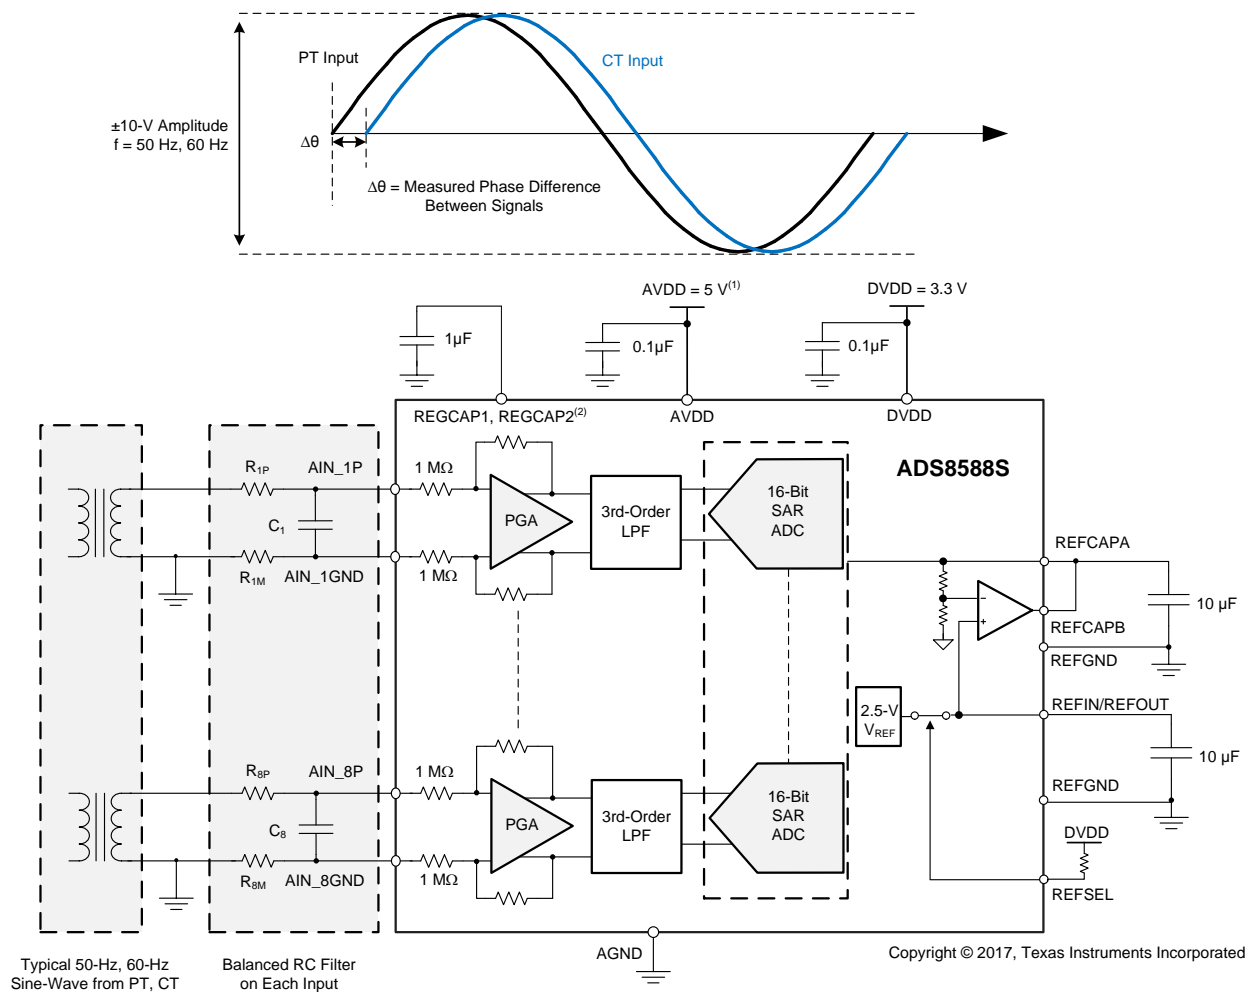 PT Input
CT Input
±10-V Amplitude
f = 50 Hz, 60 Hz
Δθ
Δθ = Measured Phase Difference
Between Signals
AVDD = 5 V(1)
DVDD = 3.3 V
1µF
0.1µF
0.1µF
REGCAP1, REGCAP2(2)
AVDD
DVDD
ADS8588S
R1P
AIN_1P
1 MΩ
C1
PGA
3rd-Order
LPF
16-Bit
SAR
ADC
R1M
AIN_1GND
1 MΩ
REFCAPA
10 µF
REFCAPB
REFGND
2.5-V
VREF
REFIN/REFOUT
10 µF
REFGND
R8P
AIN_8P
1 MΩ
C8
PGA
3rd-Order
LPF
16-Bit
SAR
ADC
R8M
AIN_8GND
1 MΩ
DVDD
REFSEL
AGND
Copyright © 2017, Texas Instruments Incorporated
Typical 50-Hz, 60-Hz
Sine-Wave from PT, CT
Balanced RC Filter
on Each Input
−
+